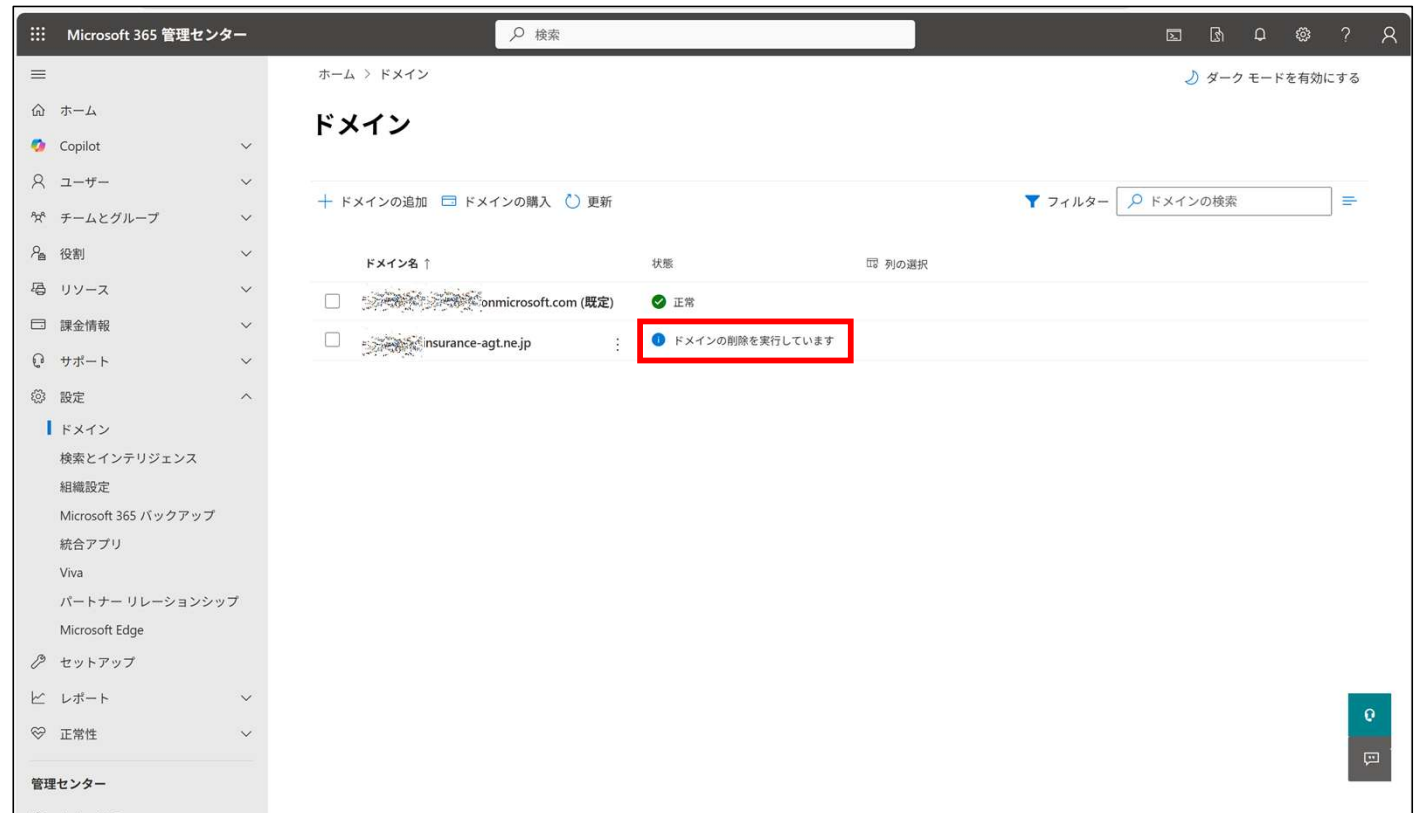 Microsoft 365 管理センター
検索
ホーム > ドメイン
ダーク モードを有効にする
ホーム
Copilot
ユーザー
チームとグループ
役割
リソース
課金情報
サポート
設定
ドメイン
検索とインテリジェンス
組織設定
Microsoft 365 バックアップ
統合アプリ
Viva
パートナー リレーションシップ
Microsoft Edge
セットアップ
レポート
正常性
管理センター
ドメイン
ドメインの追加 ドメインの購入 更新
フィルター ドメインの検索
ドメイン名 ↑ 状態 列の選択
onmicrosoft.com (既定) 正常
nsurance-agt.ne.jp ドメインの削除を実行しています